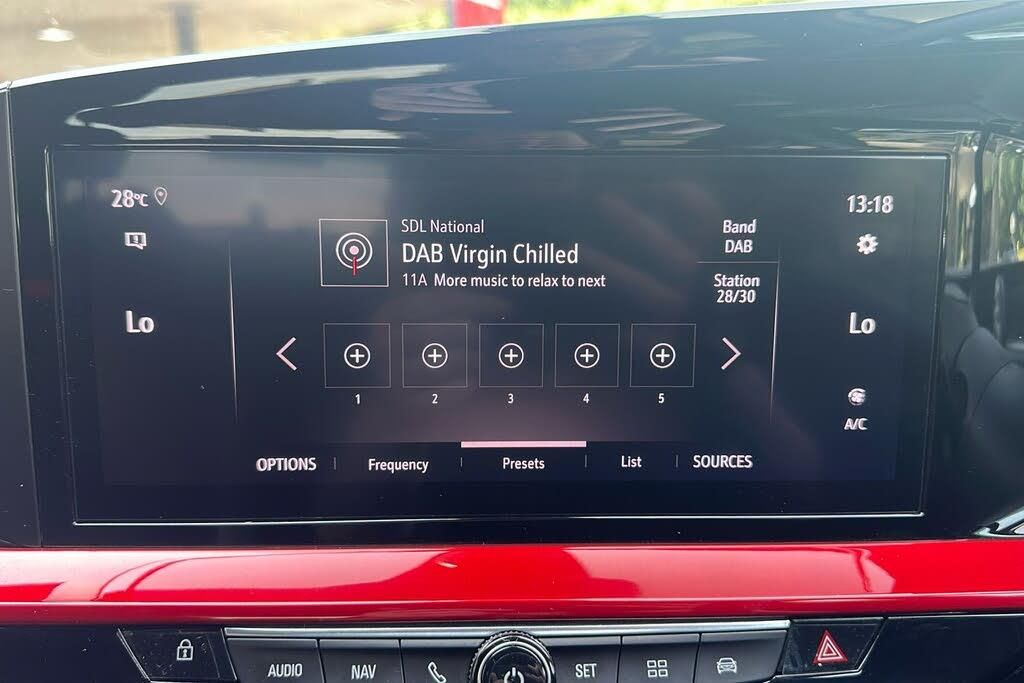 28°C
13:18
SDL National
DAB Virgin Chilled
11A More music to relax to next
Band
DAB
Station
28/30
Lo
Lo
1
2
3
4
5
A/C
OPTIONS
Frequency
Presets
List
SOURCES
AUDIO
NAV
SET